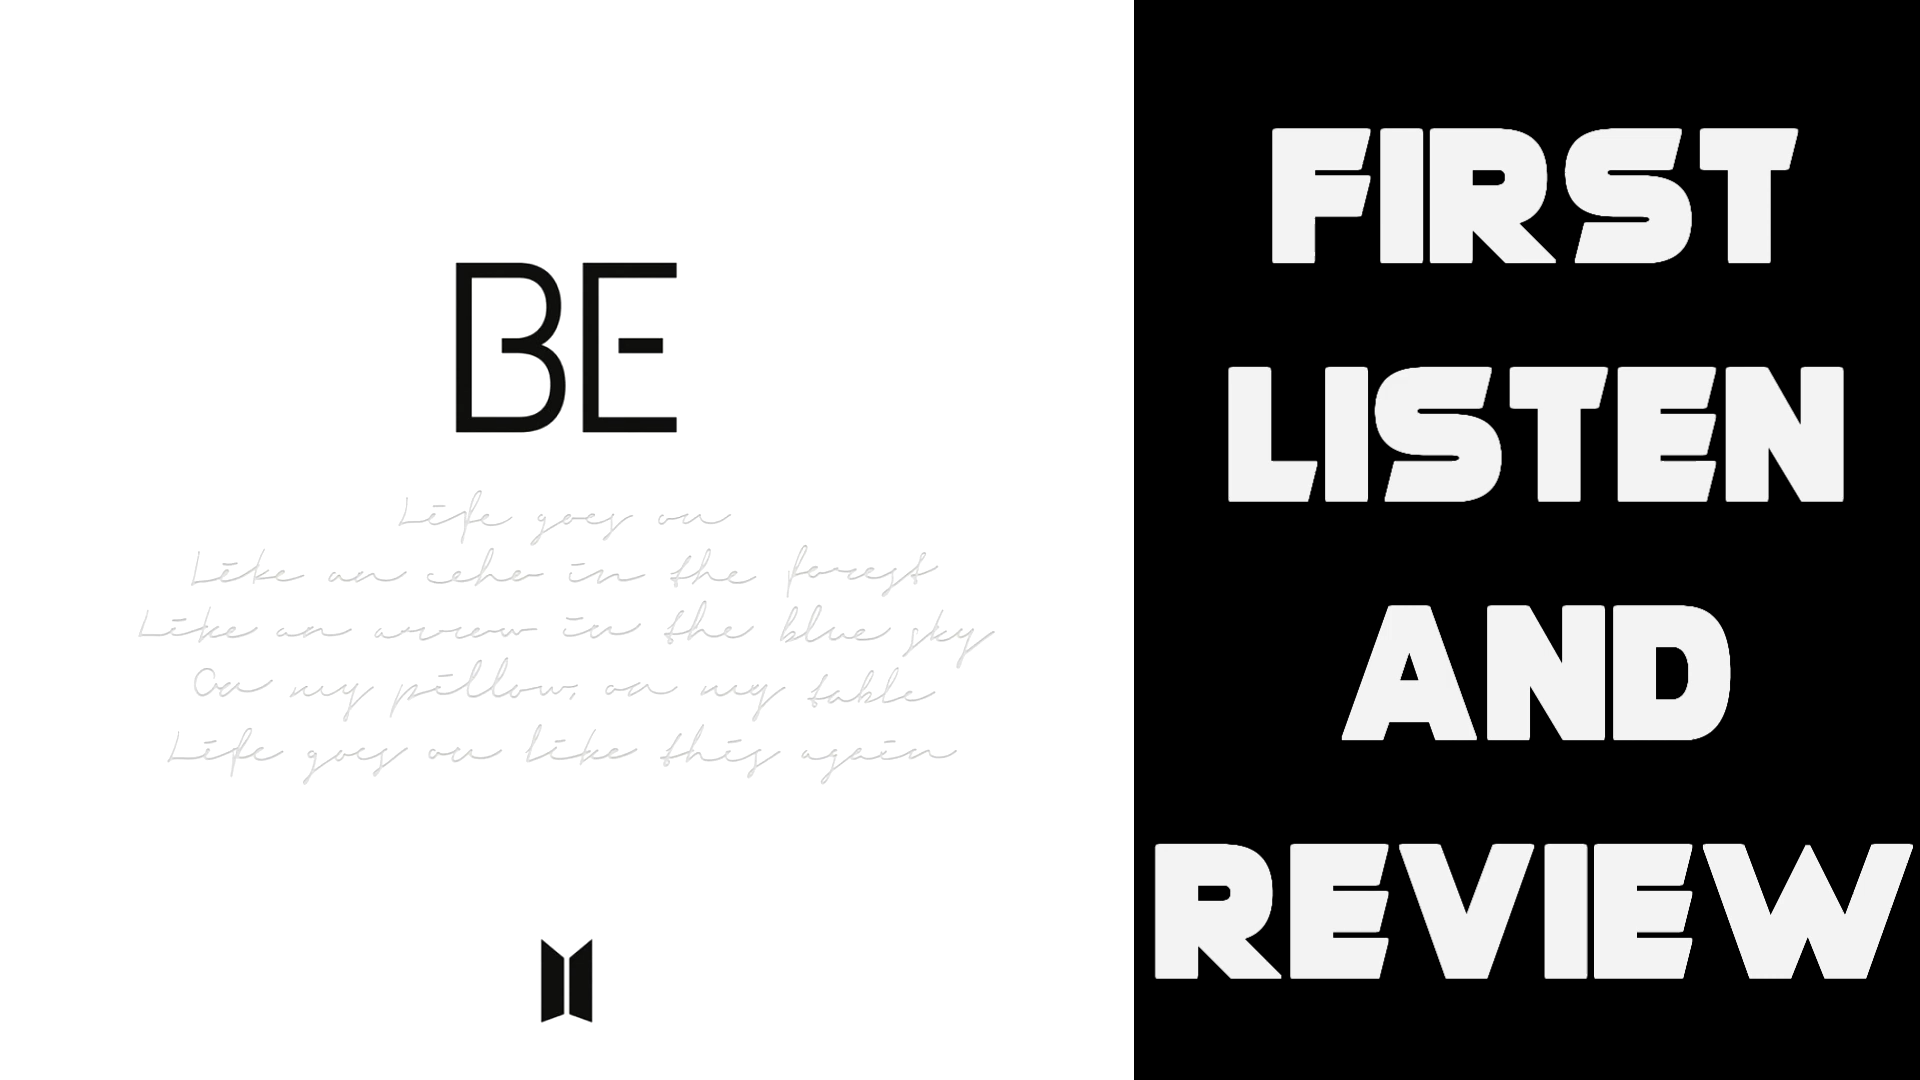 BE
Life goes on
Like an echo in the forest
Like an arrow in the blue sky
On my pillow, on my table
Life goes on like this again
FIRST
LISTEN
AND
REVIEW